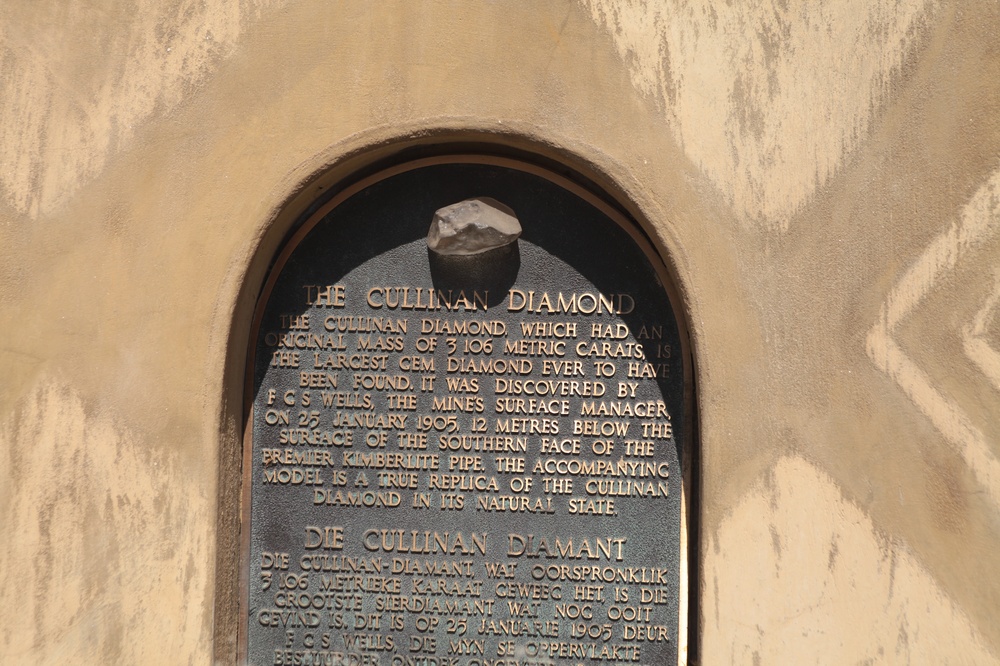 THE CULLINAN DIAMOND
THE CULLINAN DIAMOND, WHICH HAD AN
ORIGINAL MASS OF 3 106 METRIC CARATS, IS
THE LARGEST GEM DIAMOND EVER TO HAVE
BEEN FOUND. IT WAS DISCOVERED BY
F G S WELLS, THE MINE'S SURFACE MANAGER,
ON 25 JANUARY 1905, 12 METRES BELOW THE
SURFACE OF THE SOUTHERN FACE OF THE
PREMIER KIMBERLITE PIPE. THE ACCOMPANYING
MODEL IS A TRUE REPLICA OF THE CULLINAN
DIAMOND IN ITS NATURAL STATE.
DIE CULLINAN DIAMANT
DIE CULLINAN-DIAMANT, WAT OORSPRONKLIK
3 106 METRIEKE KARAAT GEWEEG HET, IS DIE
GROOTSTE SIERDIAMANT WAT NOG OOIT
GEVIND IS. DIT IS OP 25 JANUARIE 1905 DEUR
F G S WELLS, DIE MYN SE OPPERVLAKTE
BESTUURDER ONTDEK